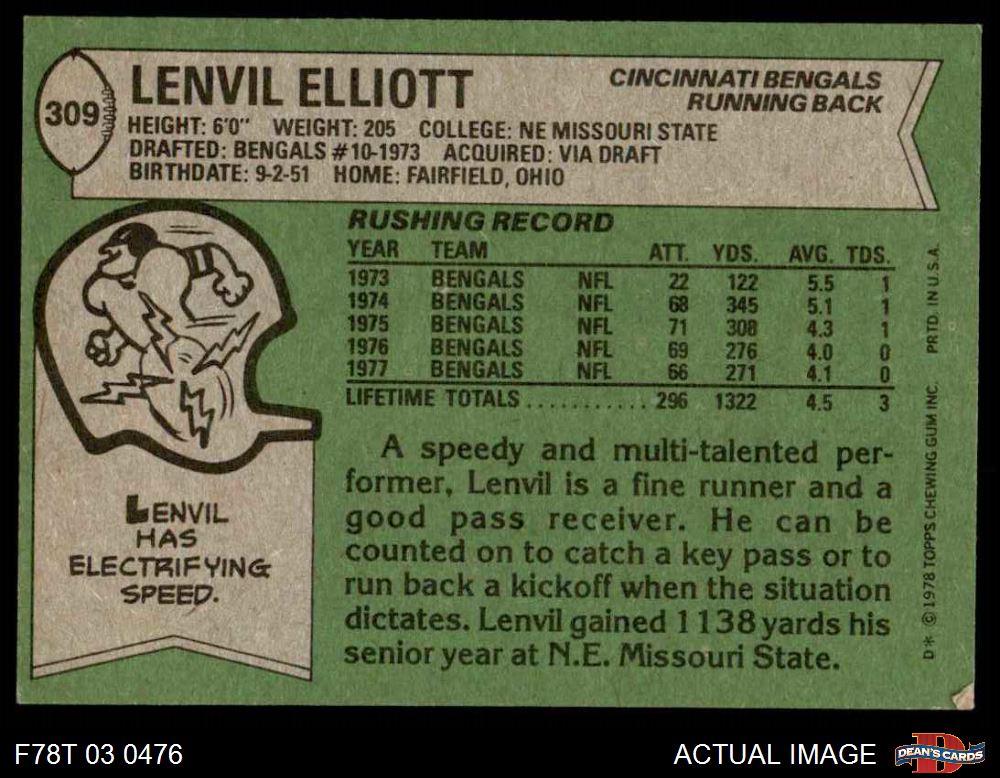 309
LENVIL ELLIOTT
CINCINNATI BENGALS
RUNNING BACK
HEIGHT: 6'0" WEIGHT: 205 COLLEGE: NE MISSOURI STATE
DRAFTED: BENGALS #10-1973 ACQUIRED: VIA DRAFT
BIRTHDATE: 9-2-51 HOME: FAIRFIELD, OHIO
RUSHING RECORD
YEAR TEAM ATT. YDS. AVG. TDS.
1973 BENGALS NFL 22 122 5.5 1
1974 BENGALS NFL 68 345 5.1 1
1975 BENGALS NFL 71 308 4.3 1
1976 BENGALS NFL 69 276 4.0 0
1977 BENGALS NFL 66 271 4.1 0
LIFETIME TOTALS ........... 296 1322 4.5 3
A speedy and multi-talented per-
former, Lenvil is a fine runner and a
good pass receiver. He can be
counted on to catch a key pass or to
run back a kickoff when the situation
dictates. Lenvil gained 1138 yards his
senior year at N.E. Missouri State.
LENVIL
HAS
ELECTRIFYING
SPEED.
D* ©1978 TOPPS CHEWING GUM INC. PRTD. IN U.S.A.
F78T 03 0476
ACTUAL IMAGE
D
DEAN'S CARDS